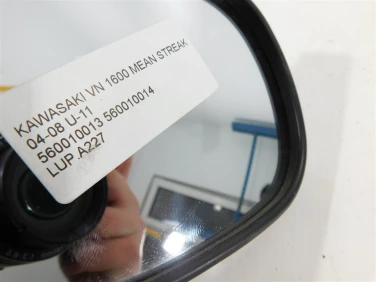 KAWASAKI VN 1600 MEAN STREAK
04-08 U-11
560010013 560010014
LUP A227